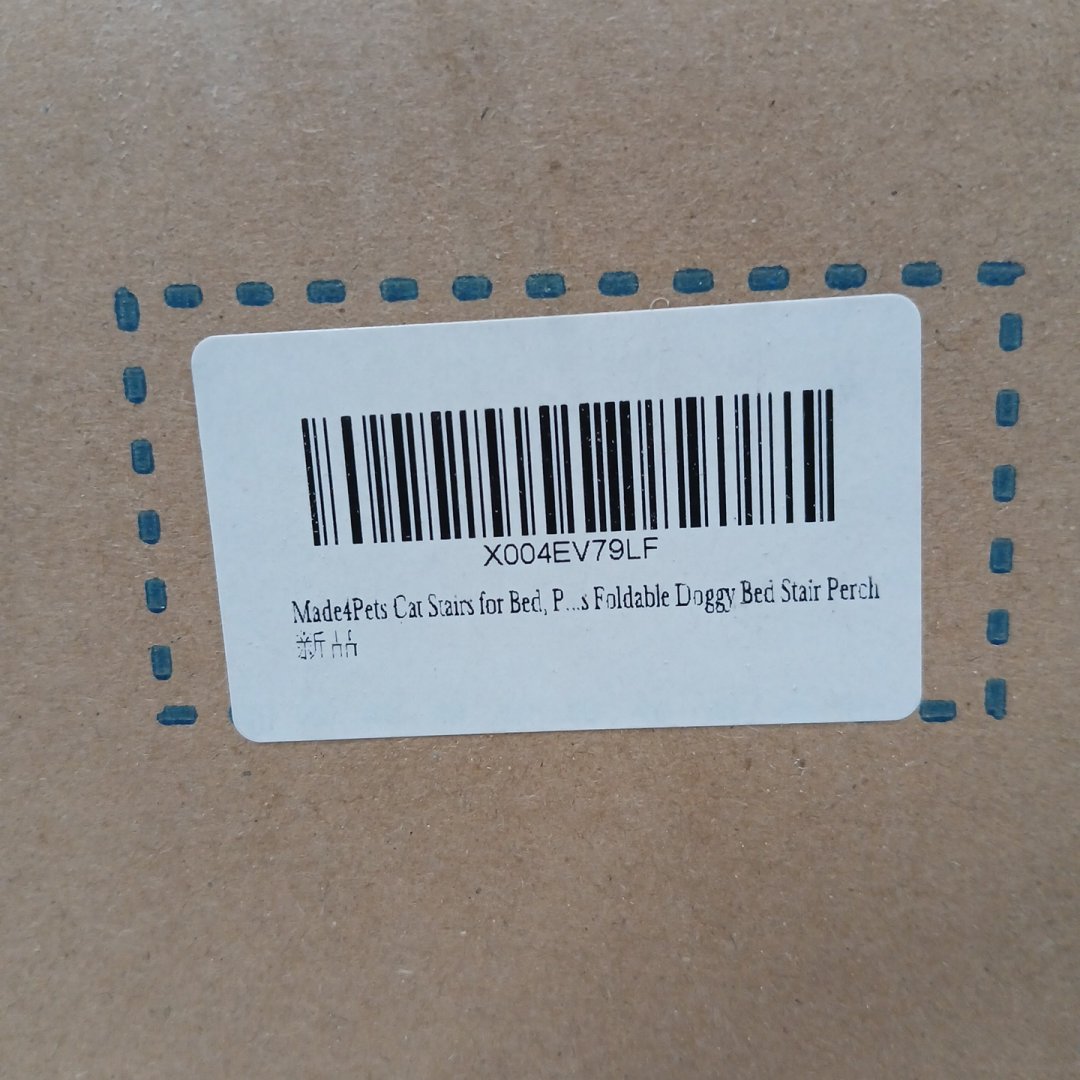 X004EV79LF
Made4Pets Cat Stairs for Bed, P...s Foldable Doggy Bed Stair Perch
新品